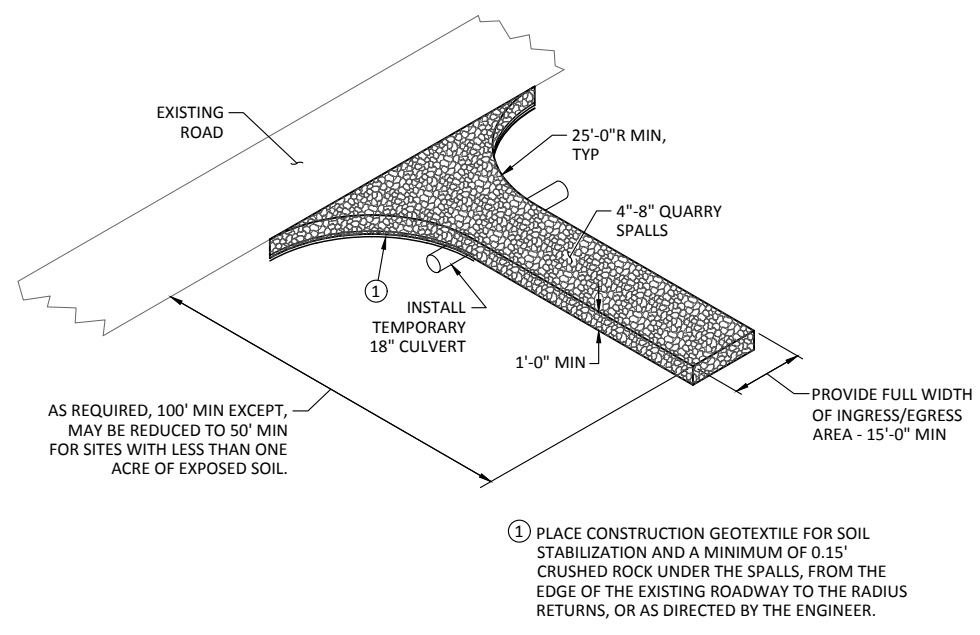 EXISTING
ROAD
25'-0"R MIN,
TYP
4"-8" QUARRY
SPALLS
1
INSTALL
TEMPORARY
18" CULVERT
1'-0" MIN
AS REQUIRED, 100' MIN EXCEPT,
MAY BE REDUCED TO 50' MIN
FOR SITES WITH LESS THAN ONE
ACRE OF EXPOSED SOIL.
PROVIDE FULL WIDTH
OF INGRESS/EGRESS
AREA - 15'-0" MIN
1 PLACE CONSTRUCTION GEOTEXTILE FOR SOIL
STABILIZATION AND A MINIMUM OF 0.15'
CRUSHED ROCK UNDER THE SPALLS, FROM THE
EDGE OF THE EXISTING ROADWAY TO THE RADIUS
RETURNS, OR AS DIRECTED BY THE ENGINEER.